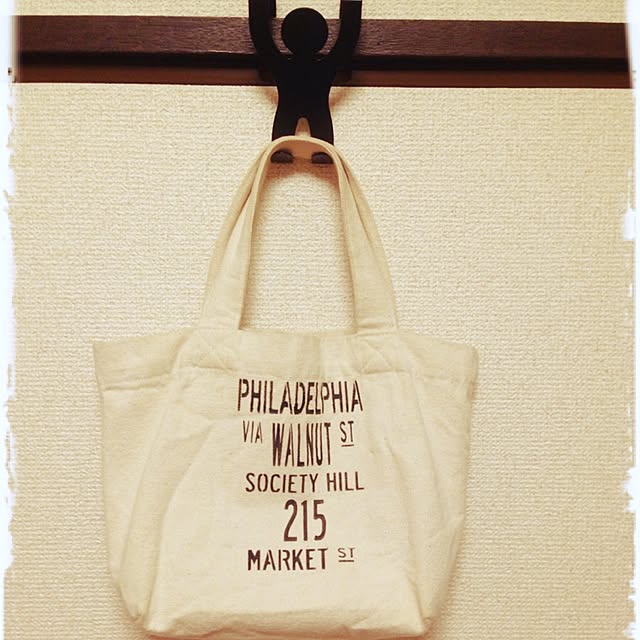 PHILADELPHIA
VIA WALNUT ST
SOCIETY HILL
215
MARKET ST